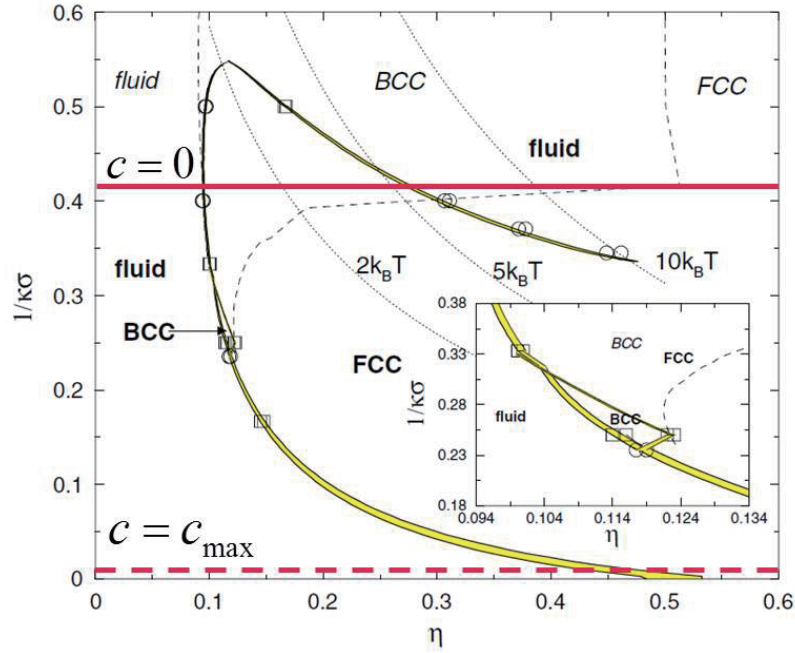 fluid
BCC
FCC
0.5
c = 0
fluid
0.4
fluid
2k_BT
5k_BT
10k_BT
0.3
1/κσ
BCC
FCC
0.2
0.1
c = c_max
0
0
0.1
0.2
0.3
0.4
0.5
0.6
η
0.38
BCC
FCC
0.33
1/κσ
0.28
fluid
BCC
0.23
0.18
0.094
0.104
0.114
0.124
0.134
η